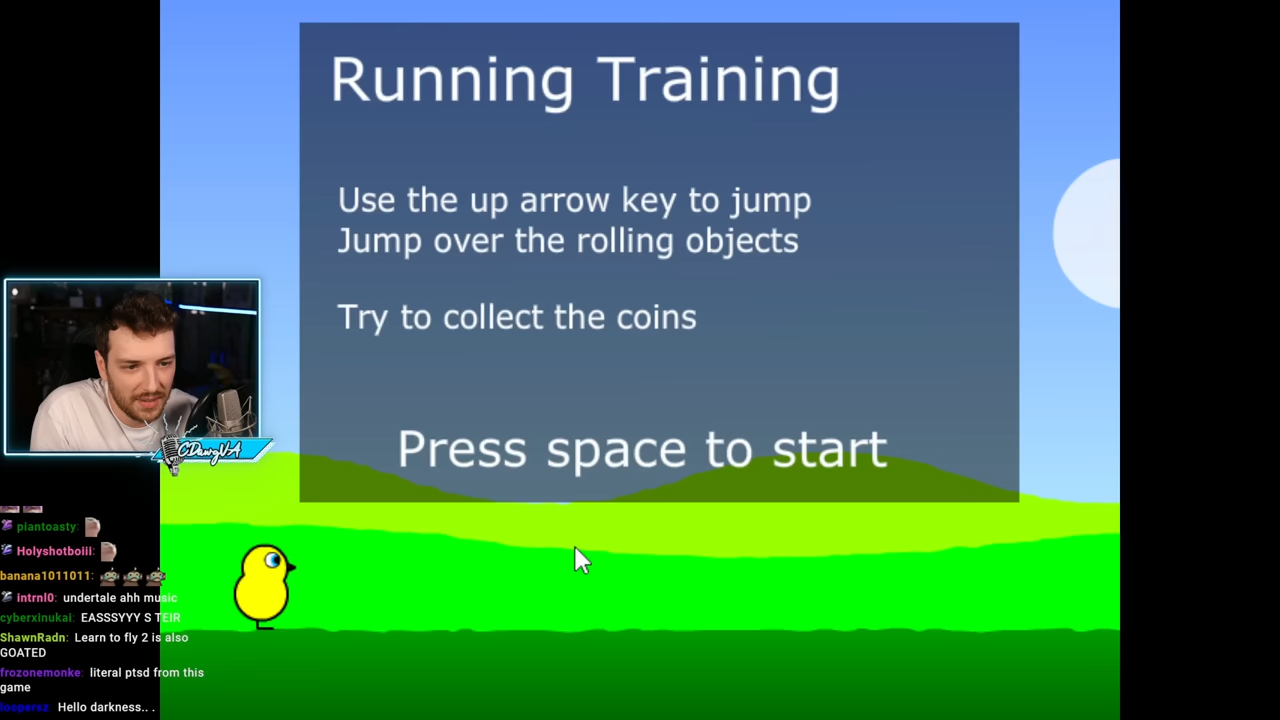 Running Training
Use the up arrow key to jump
Jump over the rolling objects
Try to collect the coins
Press space to start
CDawgVA
piantoasty:
Holyshotboiii:
banana1011011:
intrnl0: undertale ahh music
cyberxInukai: EASSSYYY S TEIR
ShawnRadn: Learn to fly 2 is also
GOATED
frozonemonke: literal ptsd from this
game
Hello darkness.. .